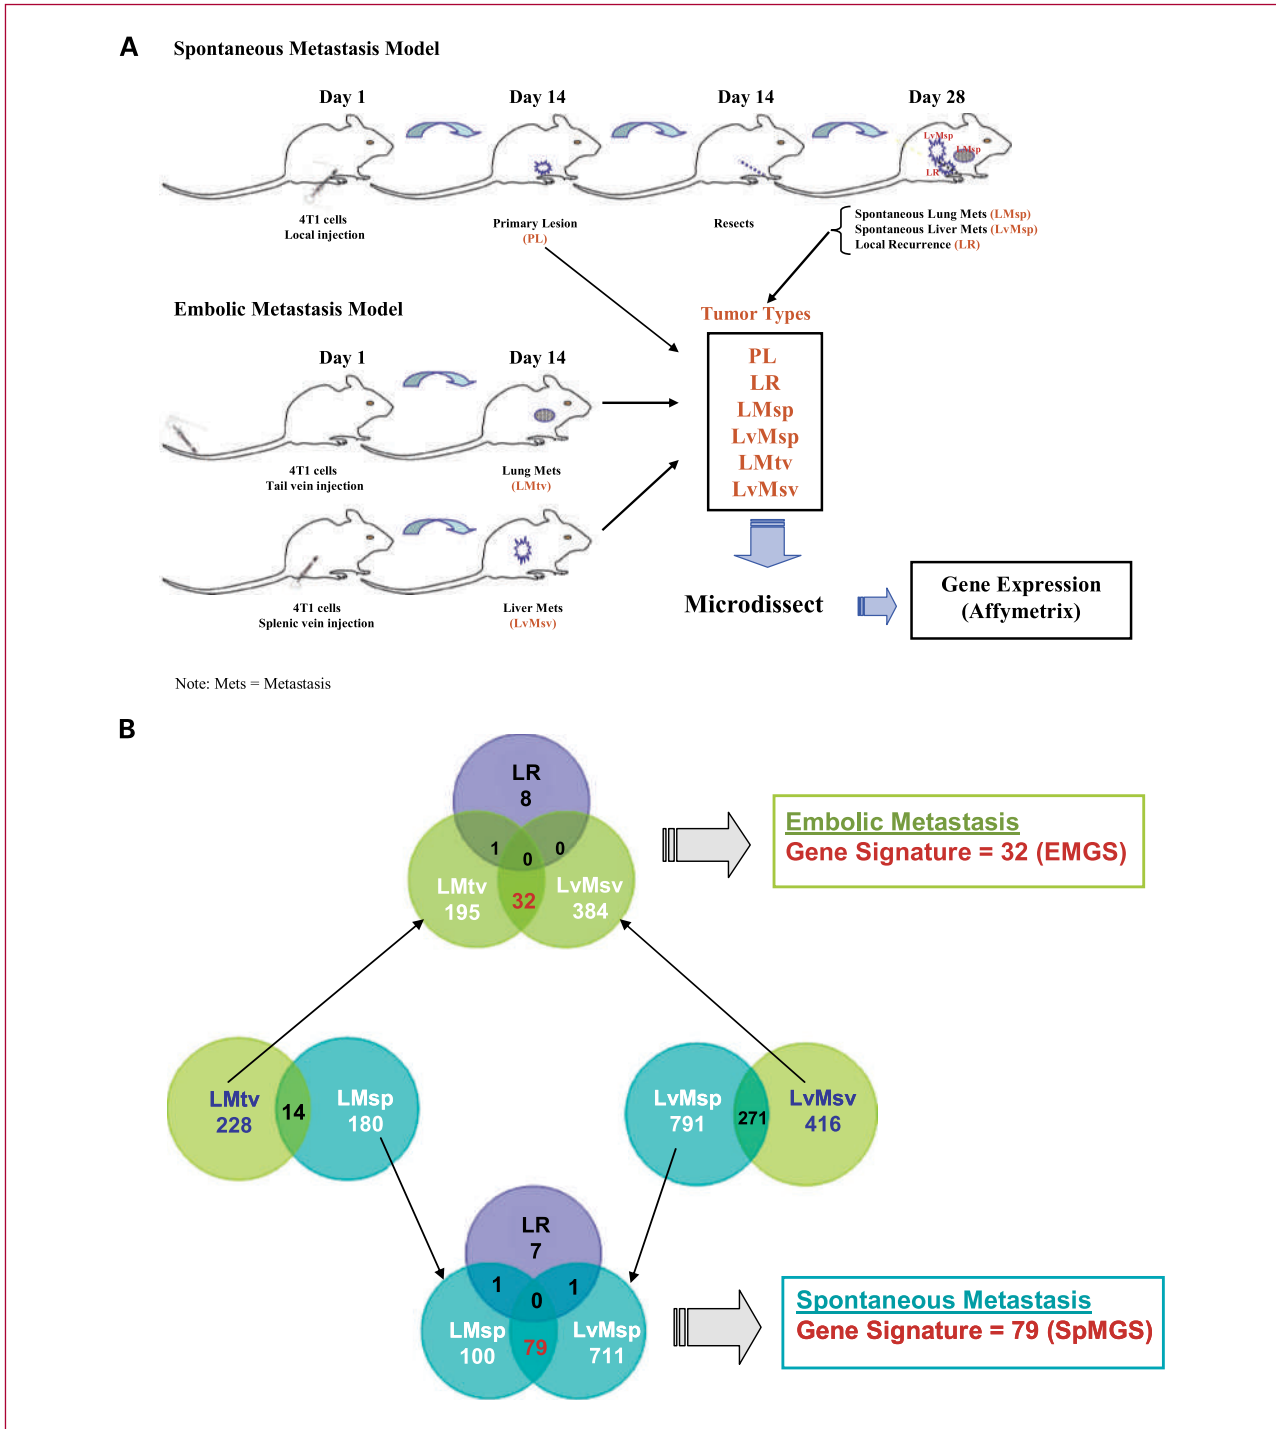 A
Spontaneous Metastasis Model
Day 1
Day 14
Day 14
Day 28
LvMsp
LMsp
LR
4T1 cells
Local injection
Primary Lesion
(PL)
Resects
Spontaneous Lung Mets (LMsp)
Spontaneous Liver Mets (LvMsp)
Local Recurrence (LR)
Embolic Metastasis Model
Tumor Types
Day 1
Day 14
PL
LR
LMsp
LvMsp
LMtv
LvMsv
4T1 cells
Tail vein injection
Lung Mets
(LMtv)
4T1 cells
Splenic vein injection
Liver Mets
(LvMsv)
Microdissect
Gene Expression
(Affymetrix)
Note: Mets = Metastasis
B
LR
8
1
0
0
LMtv
195
32
LvMsv
384
Embolic Metastasis
Gene Signature = 32 (EMGS)
LMtv
228
14
LMsp
180
LvMsp
791
271
LvMsv
416
LR
7
1
0
1
LMsp
100
79
LvMsp
711
Spontaneous Metastasis
Gene Signature = 79 (SpMGS)